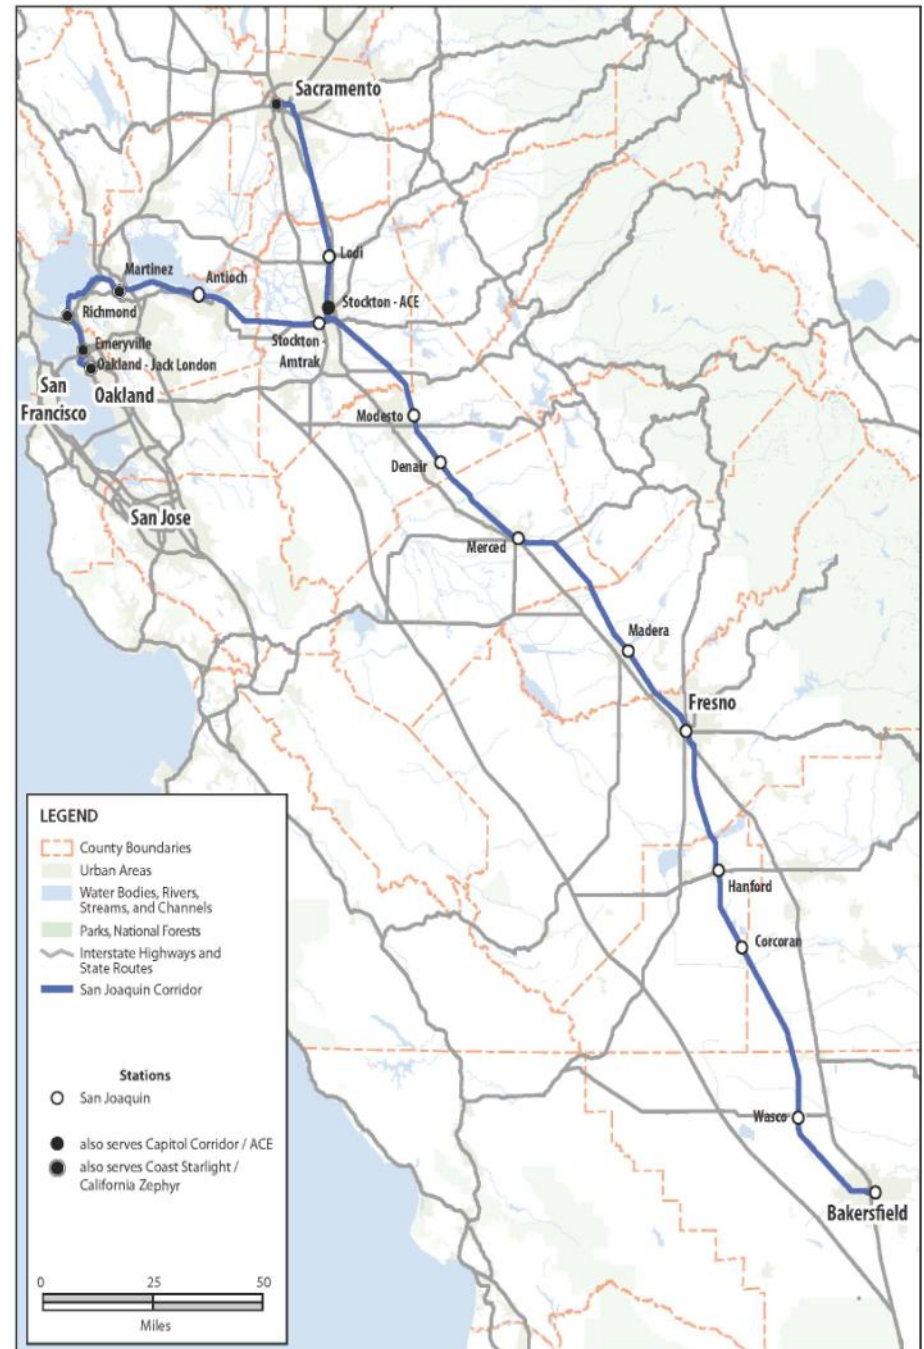 Sacramento
Lodi
Martinez
Antioch
Stockton - ACE
Richmond
Stockton -
Amtrak
Emeryville
Oakland - Jack London
San
Francisco
Oakland
Modesto
Denair
San Jose
Merced
Madera
Fresno
Hanford
Corcoran
Wasco
Bakersfield
LEGEND
County Boundaries
Urban Areas
Water Bodies, Rivers,
Streams, and Channels
Parks, National Forests
Interstate Highways and
State Routes
San Joaquin Corridor
Stations
San Joaquin
also serves Capitol Corridor / ACE
also serves Coast Starlight /
California Zephyr
0 25 50
Miles